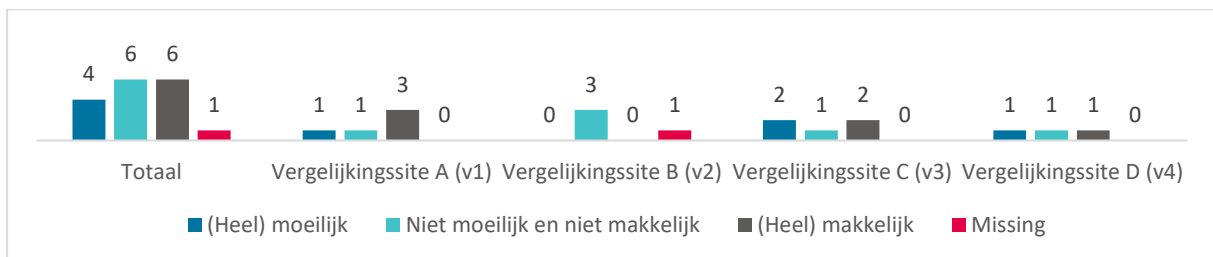 4 6 6 1 1 1 3 0 0 3 0 1 2 1 2 0 1 1 1 0
Totaal Vergelijkingssite A (v1) Vergelijkingssite B (v2) Vergelijkingssite C (v3) Vergelijkingssite D (v4)
(Heel) moeilijk Niet moeilijk en niet makkelijk (Heel) makkelijk Missing